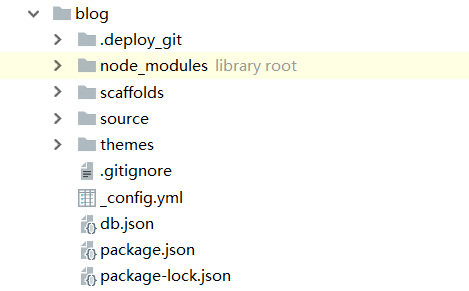 blog
.deploy_git
node_modules library root
scaffolds
source
themes
.gitignore
_config.yml
db.json
package.json
package-lock.json